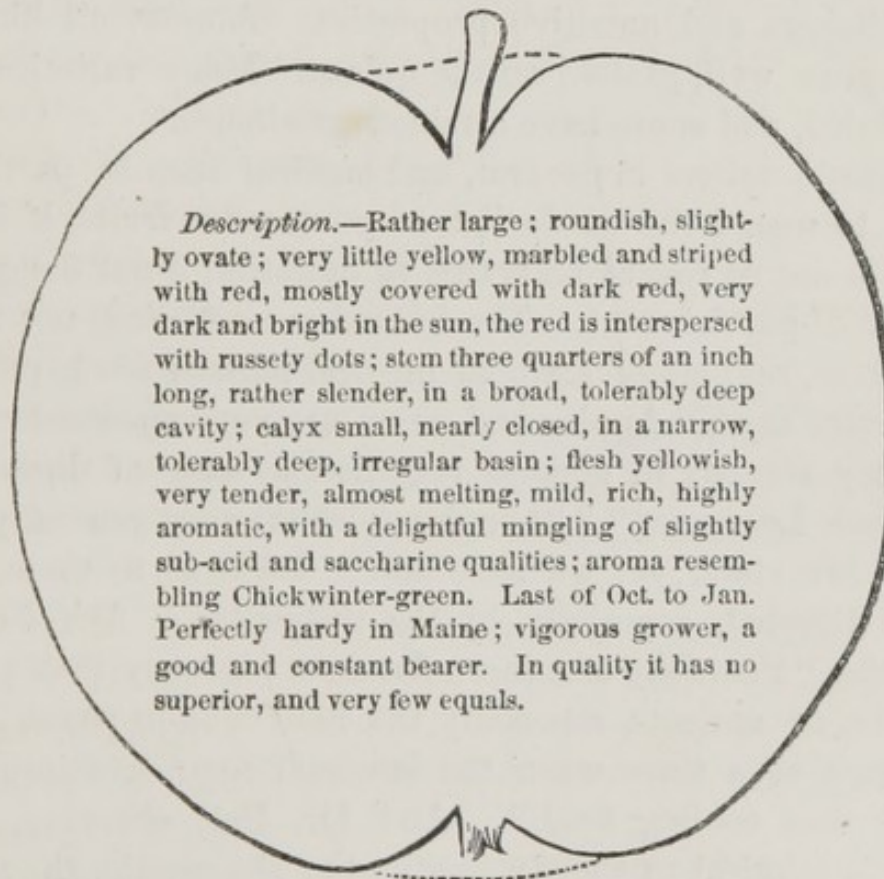 Description.—Rather large; roundish, slight-
ly ovate; very little yellow, marbled and striped
with red, mostly covered with dark red, very
dark and bright in the sun, the red is interspersed
with russety dots; stem three quarters of an inch
long, rather slender, in a broad, tolerably deep
cavity; calyx small, nearly closed, in a narrow,
tolerably deep, irregular basin; flesh yellowish,
very tender, almost melting, mild, rich, highly
aromatic, with a delightful mingling of slightly
sub-acid and saccharine qualities; aroma resem-
bling Chickwinter-green. Last of Oct. to Jan.
Perfectly hardy in Maine; vigorous grower, a
good and constant bearer. In quality it has no
superior, and very few equals.